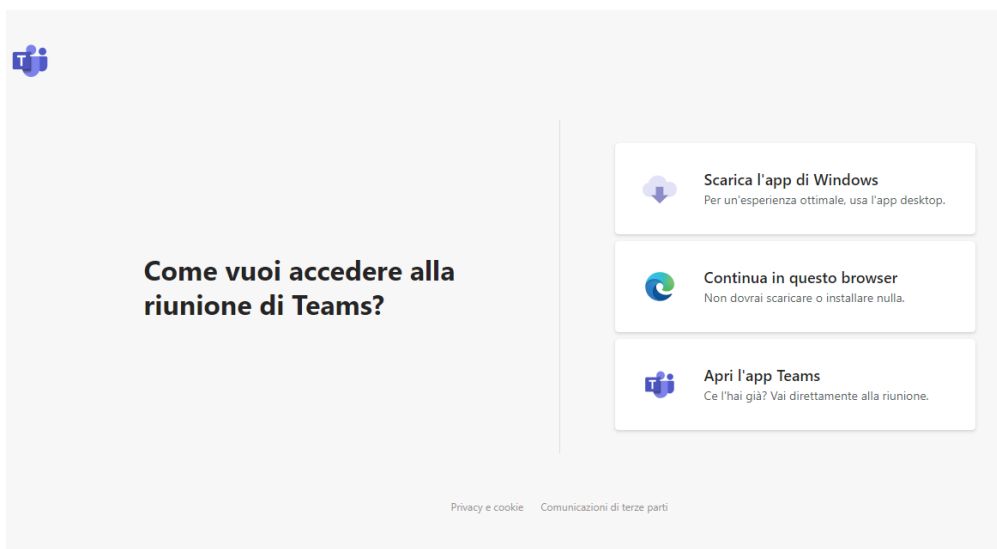 Come vuoi accedere alla
riunione di Teams?
Scarica l'app di Windows
Per un'esperienza ottimale, usa l'app desktop.
Continua in questo browser
Non dovrai scaricare o installare nulla.
Apri l'app Teams
Ce l'hai già? Vai direttamente alla riunione.
Privacy e cookie
Comunicazioni di terze parti